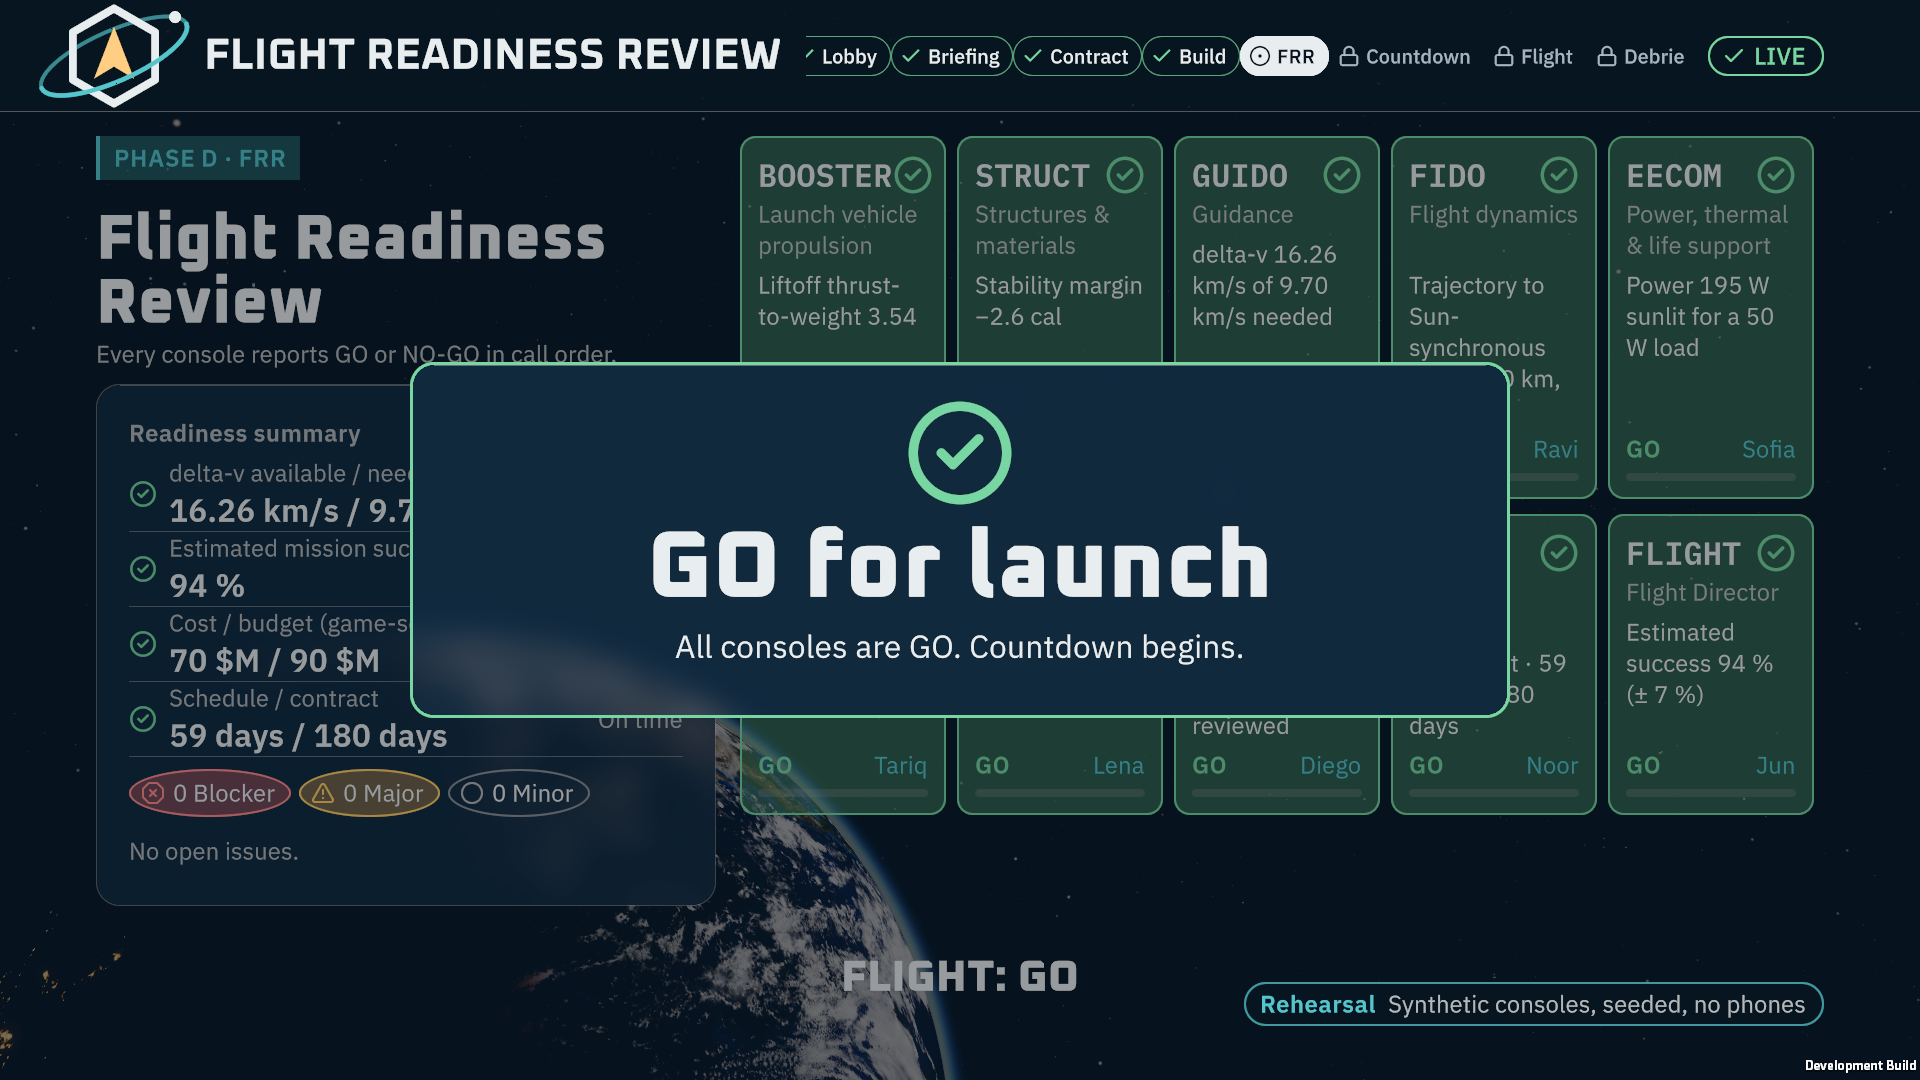 FLIGHT READINESS REVIEW
Lobby
Briefing
Contract
Build
FRR
Countdown
Flight
Debrie
LIVE
PHASE D · FRR
Flight Readiness
Review
Every console reports GO or NO-GO in call order.
Readiness summary
delta-v available / nee
16.26 km/s / 9.7
Estimated mission suc
94 %
Cost / budget (game-s
70 $M / 90 $M
Schedule / contract
59 days / 180 days
On time
0 Blocker
0 Major
0 Minor
No open issues.
BOOSTER
Launch vehicle
propulsion
Liftoff thrust-
to-weight 3.54
STRUCT
Structures &
materials
Stability margin
−2.6 cal
GUIDO
Guidance
delta-v 16.26
km/s of 9.70
km/s needed
FIDO
Flight dynamics
Trajectory to
Sun-
synchronous
km,
Ravi
EECOM
Power, thermal
& life support
Power 195 W
sunlit for a 50
W load
GO
Sofia
GO for launch
All consoles are GO. Countdown begins.
GO
Tariq
GO
Lena
reviewed
GO
Diego
t · 59
80
days
GO
Noor
FLIGHT
Flight Director
Estimated
success 94 %
(± 7 %)
GO
Jun
FLIGHT: GO
Rehearsal Synthetic consoles, seeded, no phones
Development Build